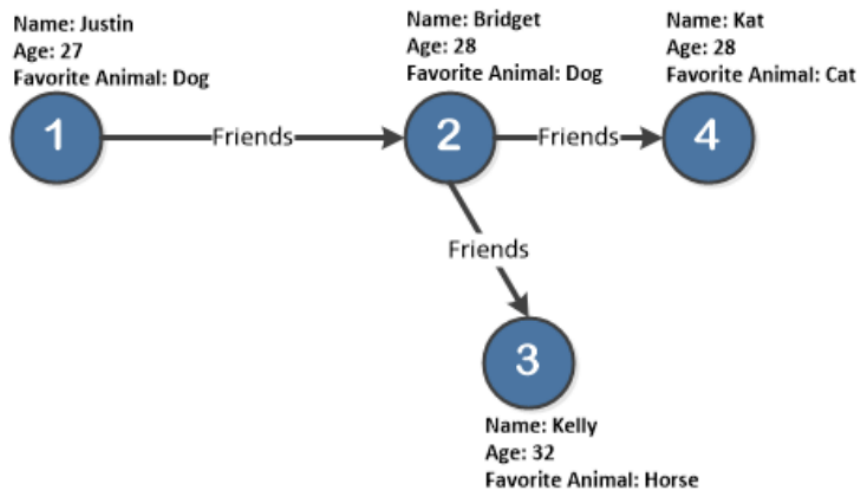 Name: Justin
Age: 27
Favorite Animal: Dog
Name: Bridget
Age: 28
Favorite Animal: Dog
Name: Kat
Age: 28
Favorite Animal: Cat
1
Friends
2
Friends
4
Friends
3
Name: Kelly
Age: 32
Favorite Animal: Horse